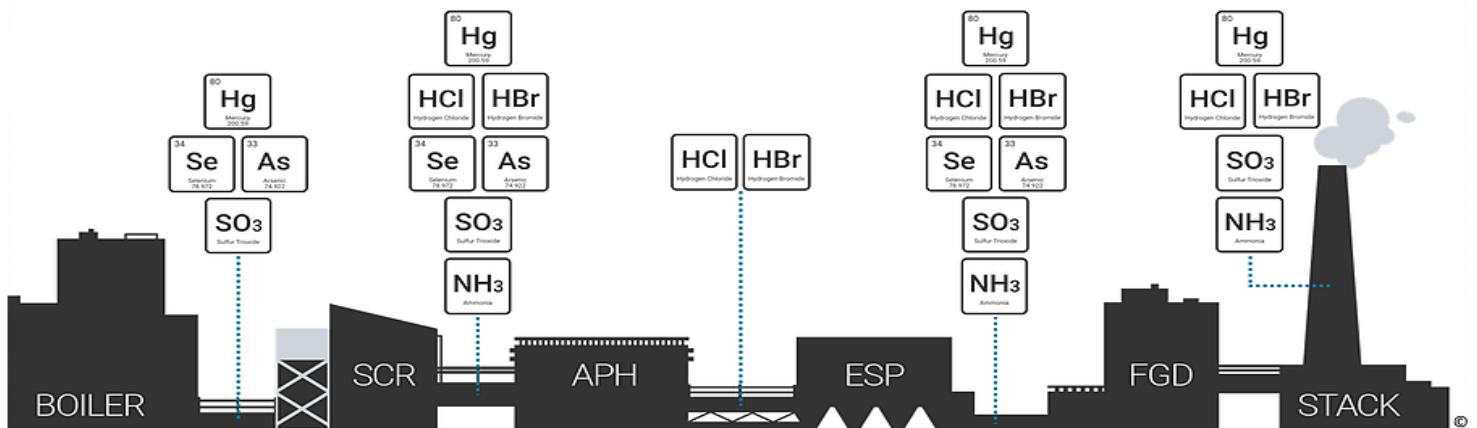 80
Hg
Mercury
200.59
34
Se
Selenium
78.972
33
As
Arsenic
74.922
SO3
Sulfur Trioxide
80
Hg
Mercury
200.59
HCl
Hydrogen Chloride
HBr
Hydrogen Bromide
34
Se
Selenium
78.972
33
As
Arsenic
74.922
SO3
Sulfur Trioxide
NH3
Ammonia
HCl
Hydrogen Chloride
HBr
Hydrogen Bromide
80
Hg
Mercury
200.59
HCl
Hydrogen Chloride
HBr
Hydrogen Bromide
34
Se
Selenium
78.972
33
As
Arsenic
74.922
SO3
Sulfur Trioxide
NH3
Ammonia
80
Hg
Mercury
200.59
HCl
Hydrogen Chloride
HBr
Hydrogen Bromide
SO3
Sulfur Trioxide
NH3
Ammonia
BOILER
SCR
APH
ESP
FGD
STACK
©